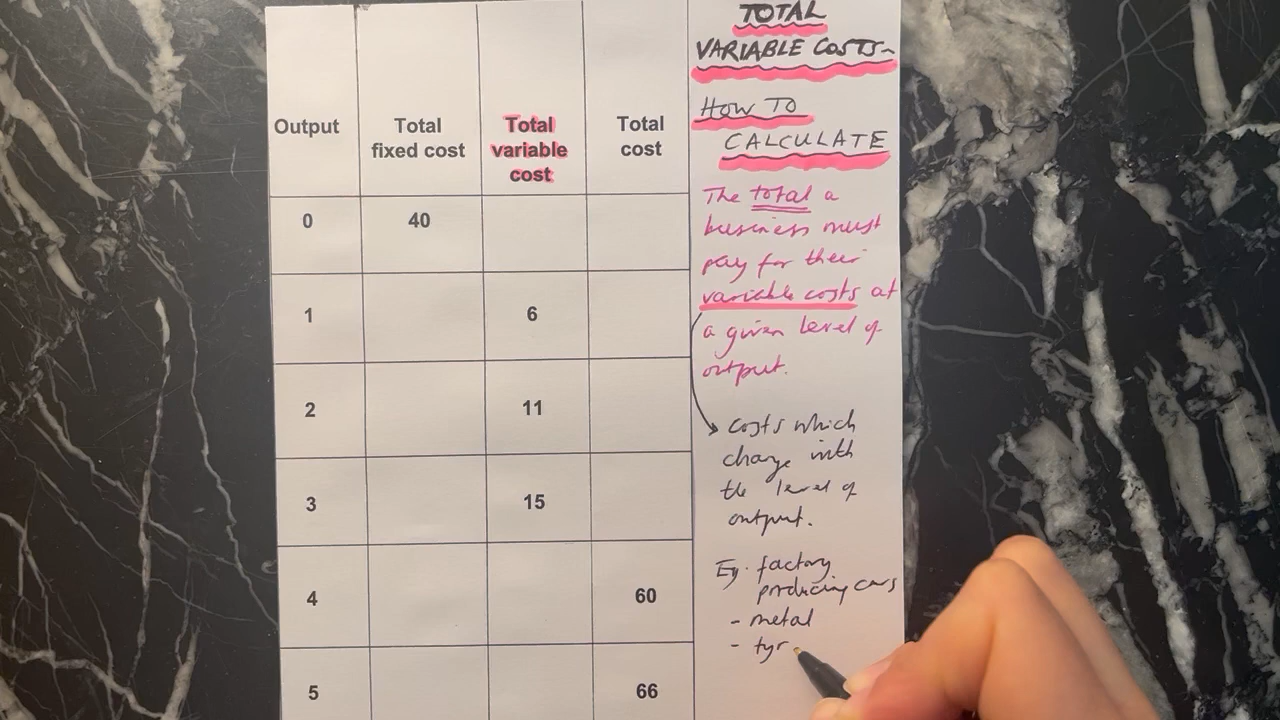 Output
Total
fixed cost
Total
variable
cost
Total
cost
0
40
1
6
2
11
3
15
4
60
5
66
TOTAL
VARIABLE COSTS-
HOW TO
CALCULATE
The total a
business must
pay for their
variable costs at
a given level of
output.
costs which
change with
the level of
output.
Eg. factory
producing cars
- metal
- tyr